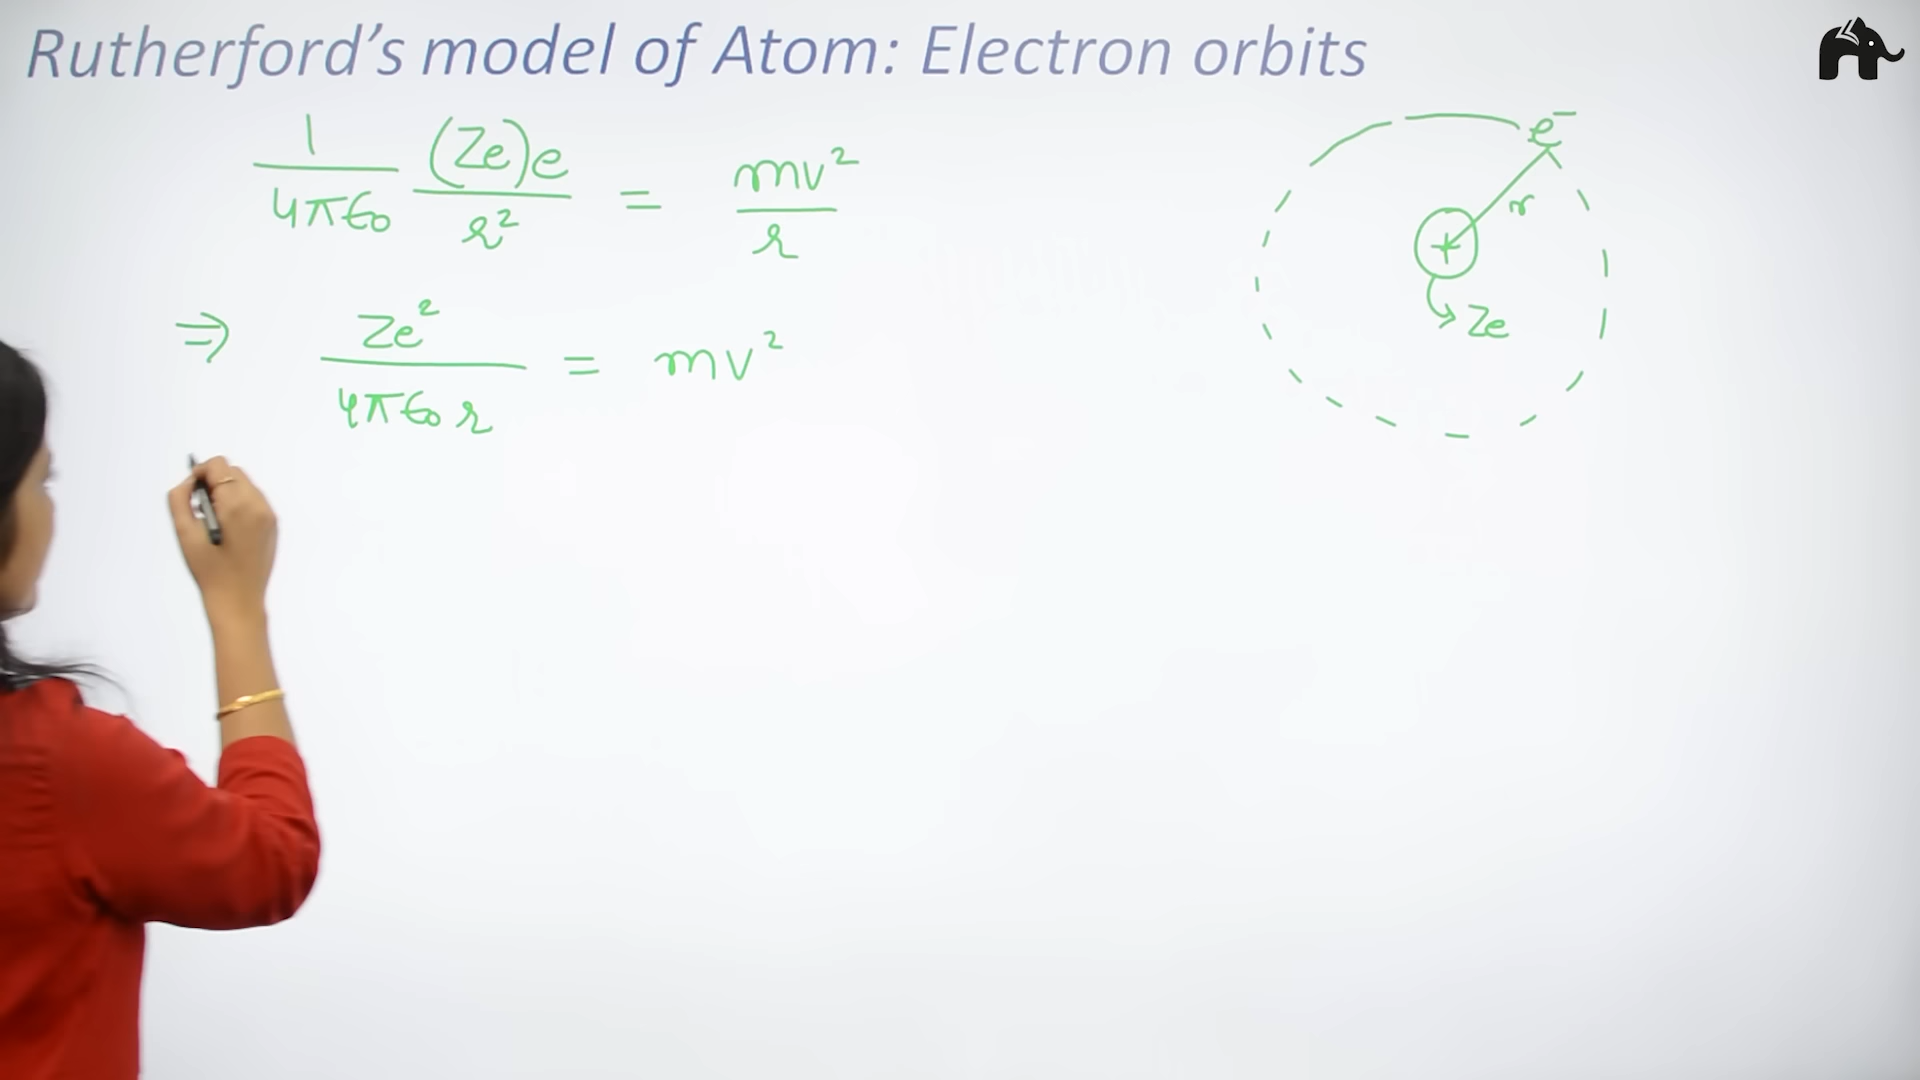 Rutherford's model of Atom: Electron orbits
1/4πε₀ (Ze)e/r² = mv²/r
⇒ Ze²/4πε₀r = mv²
e⁻
r
+
Ze